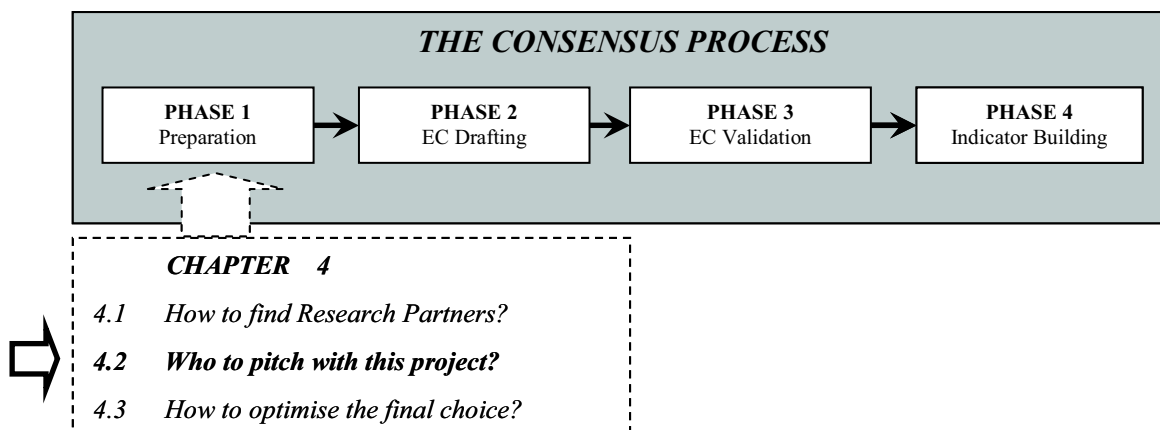 THE CONSENSUS PROCESS
PHASE 1
Preparation
PHASE 2
EC Drafting
PHASE 3
EC Validation
PHASE 4
Indicator Building
CHAPTER 4
4.1 How to find Research Partners?
4.2 Who to pitch with this project?
4.3 How to optimise the final choice?